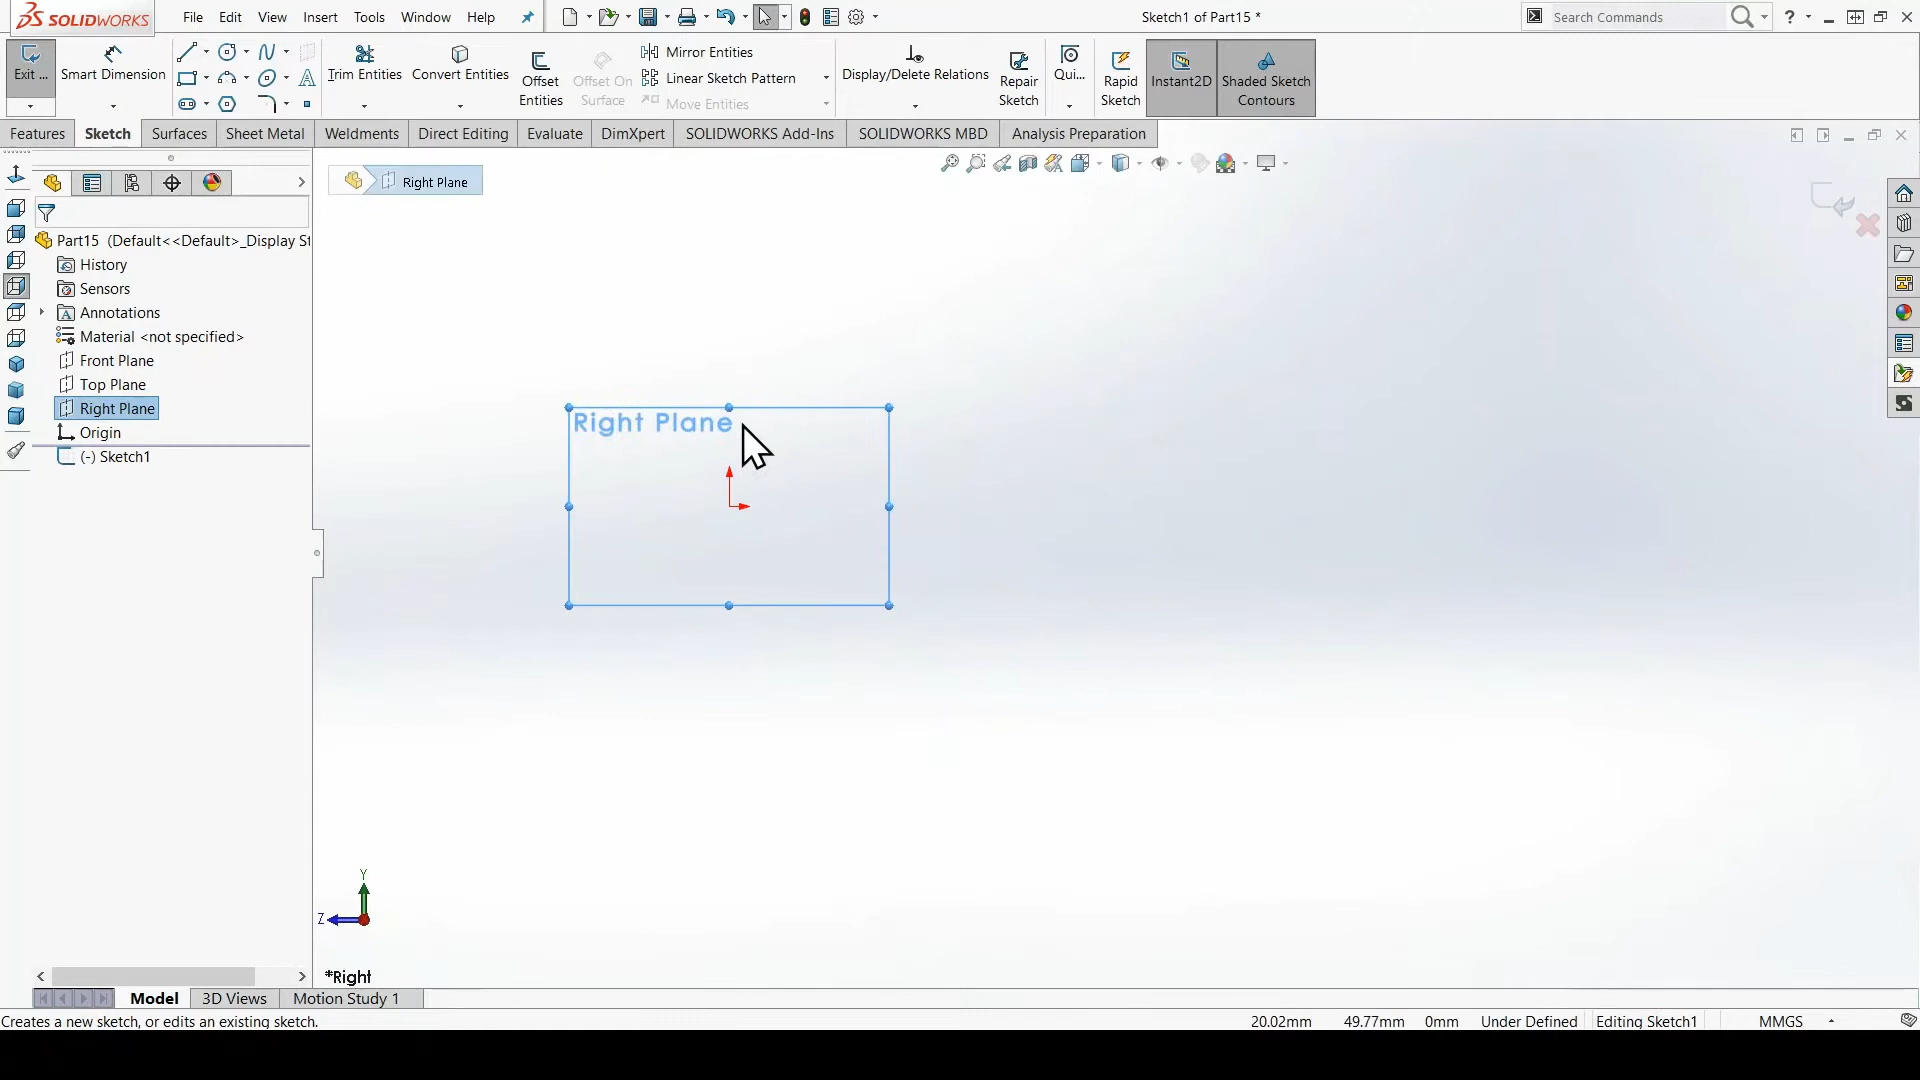 SOLIDWORKS File Edit View Insert Tools Window Help Sketch1 of Part15 * Search Commands ?
Exit ... Smart Dimension Trim Entities Convert Entities Offset Entities Offset On Surface Mirror Entities Linear Sketch Pattern Move Entities Display/Delete Relations Repair Sketch Qui... Rapid Sketch Instant2D Shaded Sketch Contours
Features Sketch Surfaces Sheet Metal Weldments Direct Editing Evaluate DimXpert SOLIDWORKS Add-Ins SOLIDWORKS MBD Analysis Preparation
Right Plane
Part15 (Default<<Default>_Display St
History
Sensors
Annotations
Material <not specified>
Front Plane
Top Plane
Right Plane
Origin
(-) Sketch1
Right Plane
Y
Z
*Right
Model 3D Views Motion Study 1
Creates a new sketch, or edits an existing sketch. 20.02mm 49.77mm 0mm Under Defined Editing Sketch1 MMGS